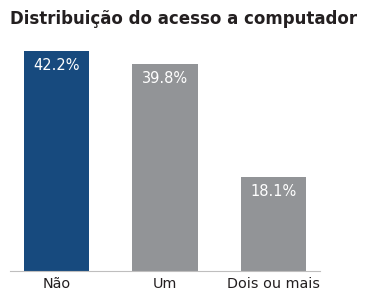 Distribuição do acesso a computador
42.2%
39.8%
18.1%
Não
Um
Dois ou mais